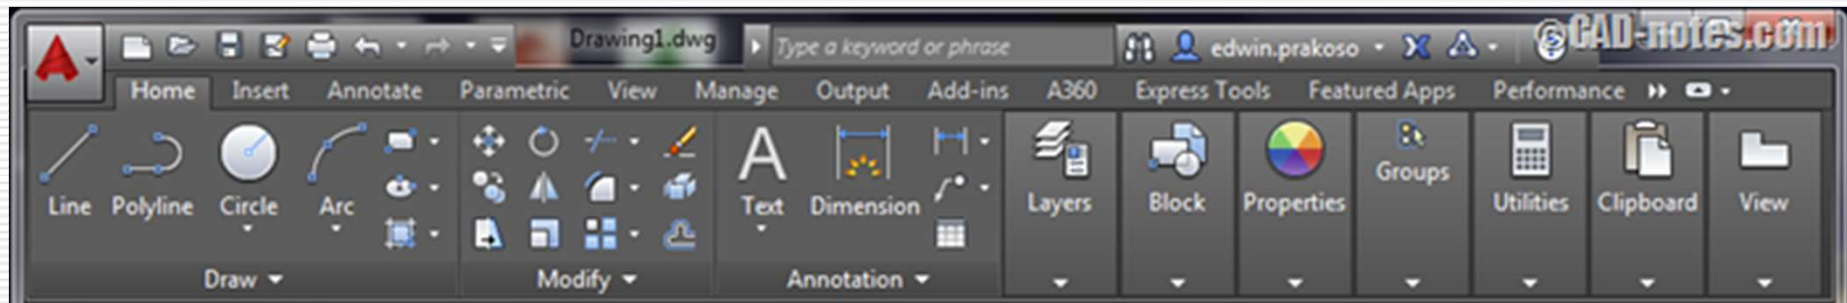 Drawing1.dwg Type a keyword or phrase edwin.prakoso @CAD-notes.com
Home Insert Annotate Parametric View Manage Output Add-ins A360 Express Tools Featured Apps Performance
Line Polyline Circle Arc Text Dimension Layers Block Properties Groups Utilities Clipboard View
Draw Modify Annotation